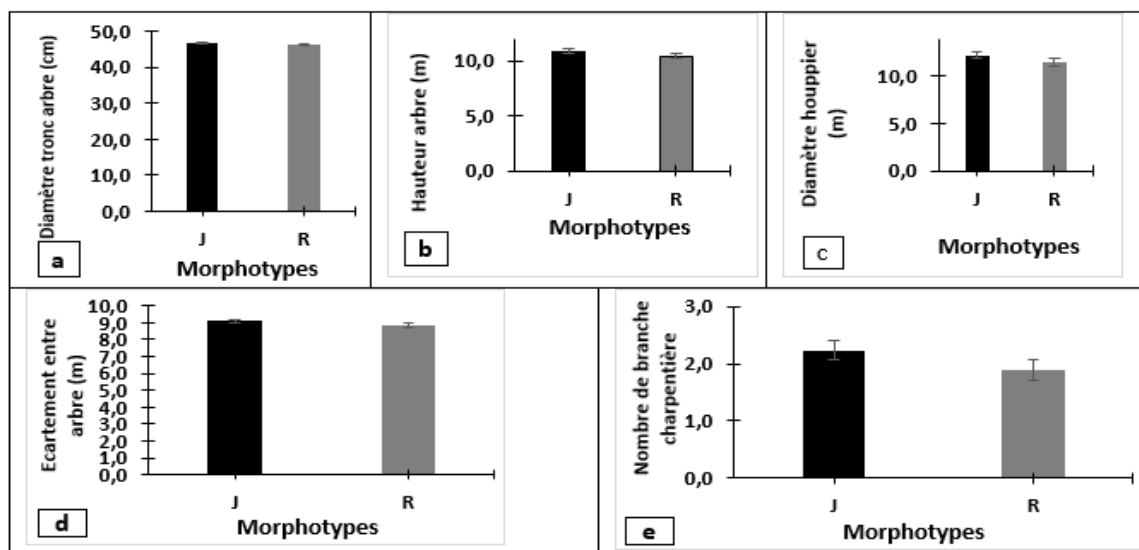 Diamètre tronc arbre (cm)
50,0
40,0
30,0
20,0
10,0
0,0
J R
Morphotypes
a
Hauteur arbre (m)
10,0
5,0
0,0
J R
Morphotypes
b
Diamètre houppier
(m)
10,0
5,0
0,0
J R
Morphotypes
c
Ecartement entre
arbre (m)
10,0
9,0
8,0
7,0
6,0
5,0
4,0
3,0
2,0
1,0
0,0
J R
Morphotypes
d
Nombre de branche
charpentière
3,0
2,0
1,0
0,0
J R
Morphotypes
e